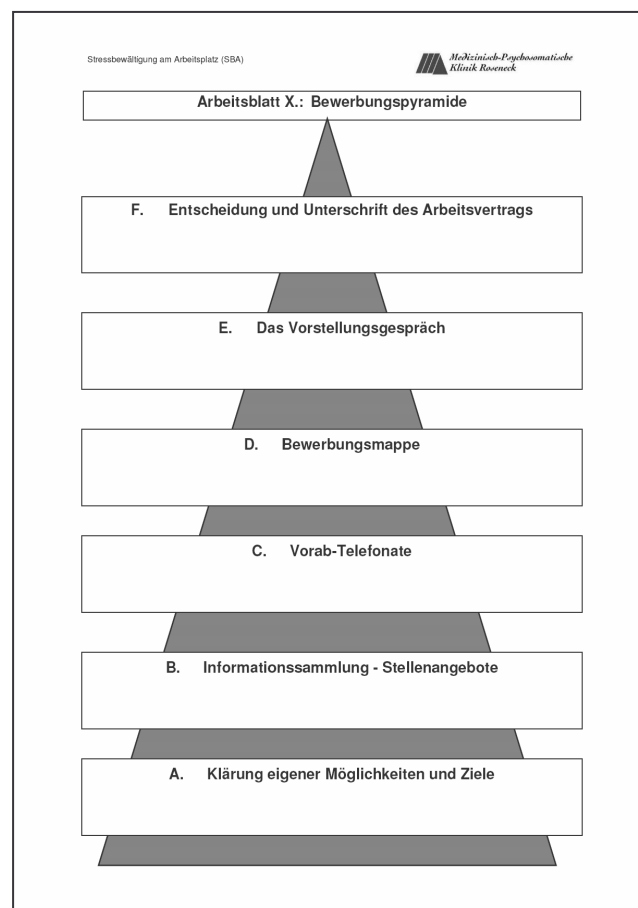 Stressbewältigung am Arbeitsplatz (SBA)
Medizinisch-Psychosomatische
Klinik Roseneck
Arbeitsblatt X.: Bewerbungspyramide
F. Entscheidung und Unterschrift des Arbeitsvertrags
E. Das Vorstellungsgespräch
D. Bewerbungsmappe
C. Vorab-Telefonate
B. Informationssammlung - Stellenangebote
A. Klärung eigener Möglichkeiten und Ziele